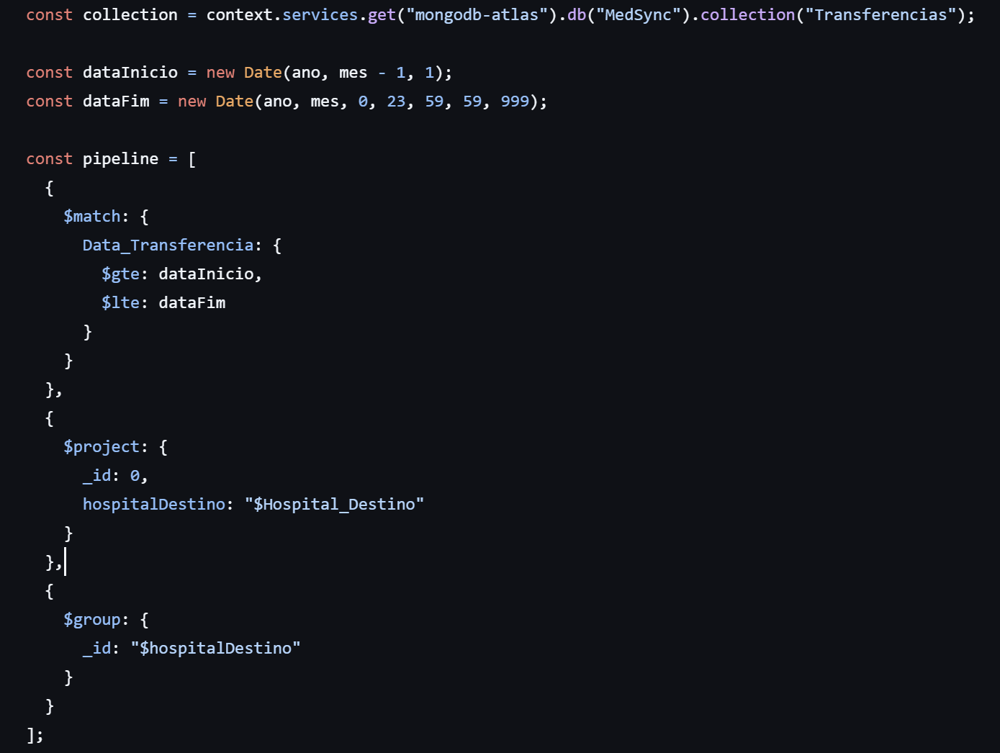 const collection = context.services.get("mongodb-atlas").db("MedSync").collection("Transferencias");
const dataInicio = new Date(ano, mes - 1, 1);
const dataFim = new Date(ano, mes, 0, 23, 59, 59, 999);
const pipeline = [
  {
    $match: {
      Data_Transferencia: {
        $gte: dataInicio,
        $lte: dataFim
      }
    }
  },
  {
    $project: {
      _id: 0,
      hospitalDestino: "$Hospital_Destino"
    }
  },
  {
    $group: {
      _id: "$hospitalDestino"
    }
  }
];